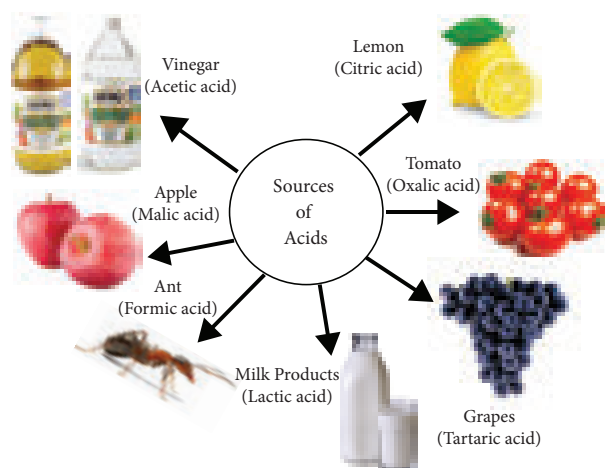 Vinegar
(Acetic acid)
Lemon
(Citric acid)
Apple
(Malic acid)
Sources
of
Acids
Tomato
(Oxalic acid)
Ant
(Formic acid)
Milk Products
(Lactic acid)
Grapes
(Tartaric acid)